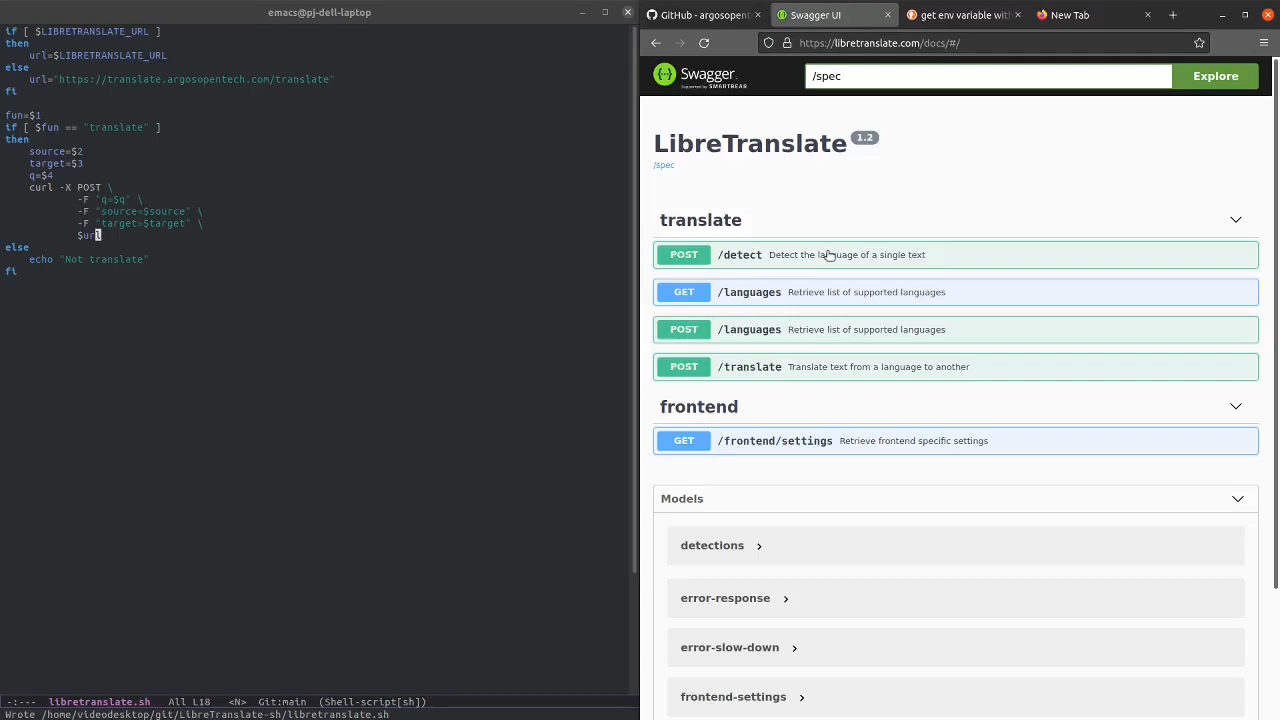 emacs@pj-dell-laptop
if [ $LIBRETRANSLATE_URL ]
then
    url=$LIBRETRANSLATE_URL
else
    url="https://translate.argosopentech.com/translate"
fi
fun=$1
if [ $fun == "translate" ]
then
    source=$2
    target=$3
    q=$4
    curl -X POST \
            -F "q=$q" \
            -F "source=$source" \
            -F "target=$target" \
            $url
else
    echo "Not translate"
fi
-:--- libretranslate.sh All L18 <N> Git:main (Shell-script[sh])
Wrote /home/videodesktop/git/LibreTranslate-sh/libretranslate.sh
GitHub - argosopent
Swagger UI
get env variable with
New Tab
https://libretranslate.com/docs/#/
Swagger
Supported by SMARTBEAR
/spec
Explore
LibreTranslate 1.2
/spec
translate
POST /detect Detect the language of a single text
GET /languages Retrieve list of supported languages
POST /languages Retrieve list of supported languages
POST /translate Translate text from a language to another
frontend
GET /frontend/settings Retrieve frontend specific settings
Models
detections
error-response
error-slow-down
frontend-settings